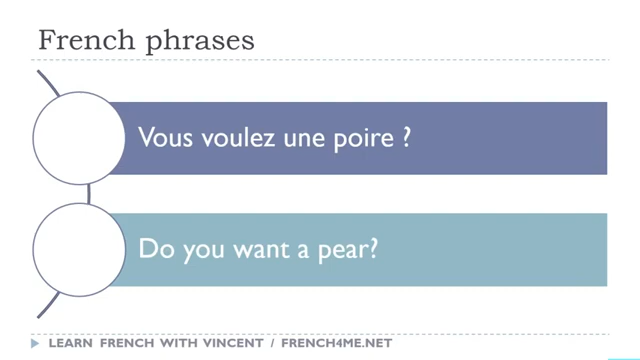 French phrases
Vous voulez une poire ?
Do you want a pear?
LEARN FRENCH WITH VINCENT / FRENCH4ME.NET